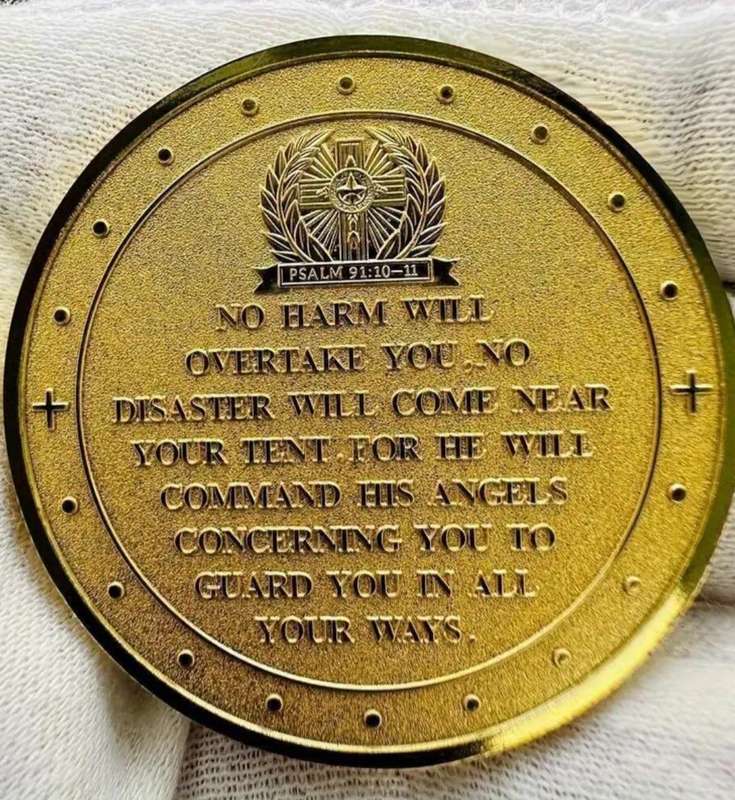 PSALM 91:10-11
NO HARM WILL
OVERTAKE YOU,NO
DISASTER WILL COME NEAR
YOUR TENT.FOR HE WILL
COMMAND HIS ANGELS
CONCERNING YOU TO
GUARD YOU IN ALL
YOUR WAYS.